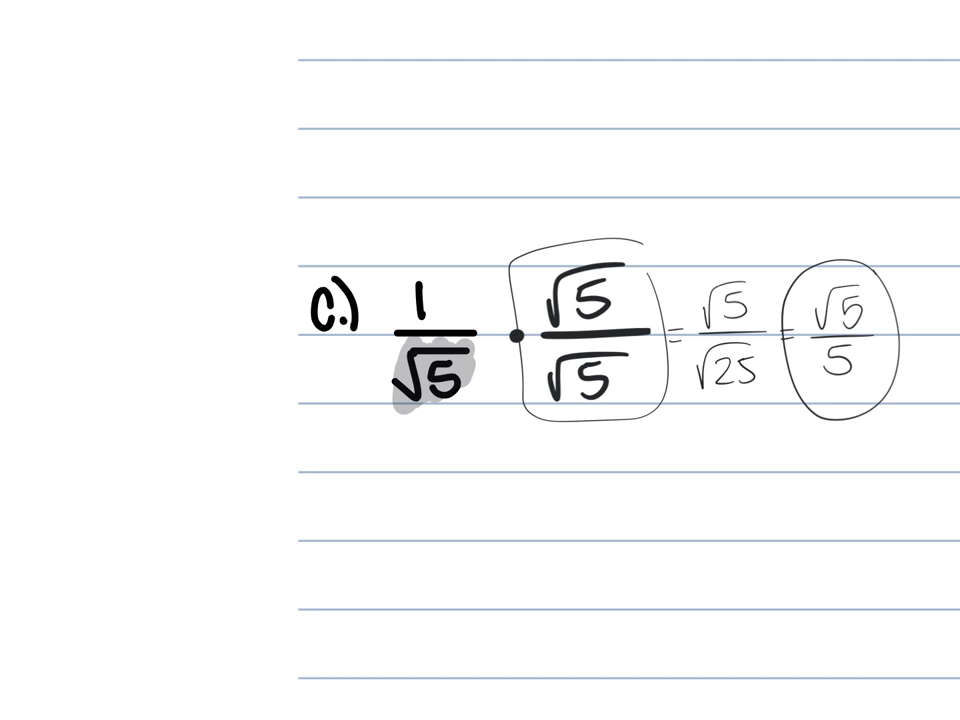 C.) 1/√5 • √5/√5 = √5/√25 = √5/5